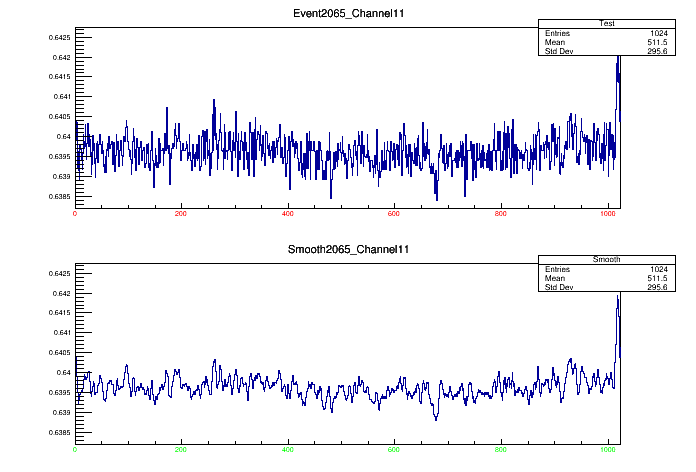 Event2065_Channel11
Test
Entries 1024
Mean 511.5
Std Dev 295.6
0.6425
0.642
0.6415
0.641
0.6405
0.64
0.6395
0.639
0.6385
0 200 400 600 800 1000
Smooth2065_Channel11
Smooth
Entries 1024
Mean 511.5
Std Dev 295.6
0.6425
0.642
0.6415
0.641
0.6405
0.64
0.6395
0.639
0.6385
0 200 400 600 800 1000